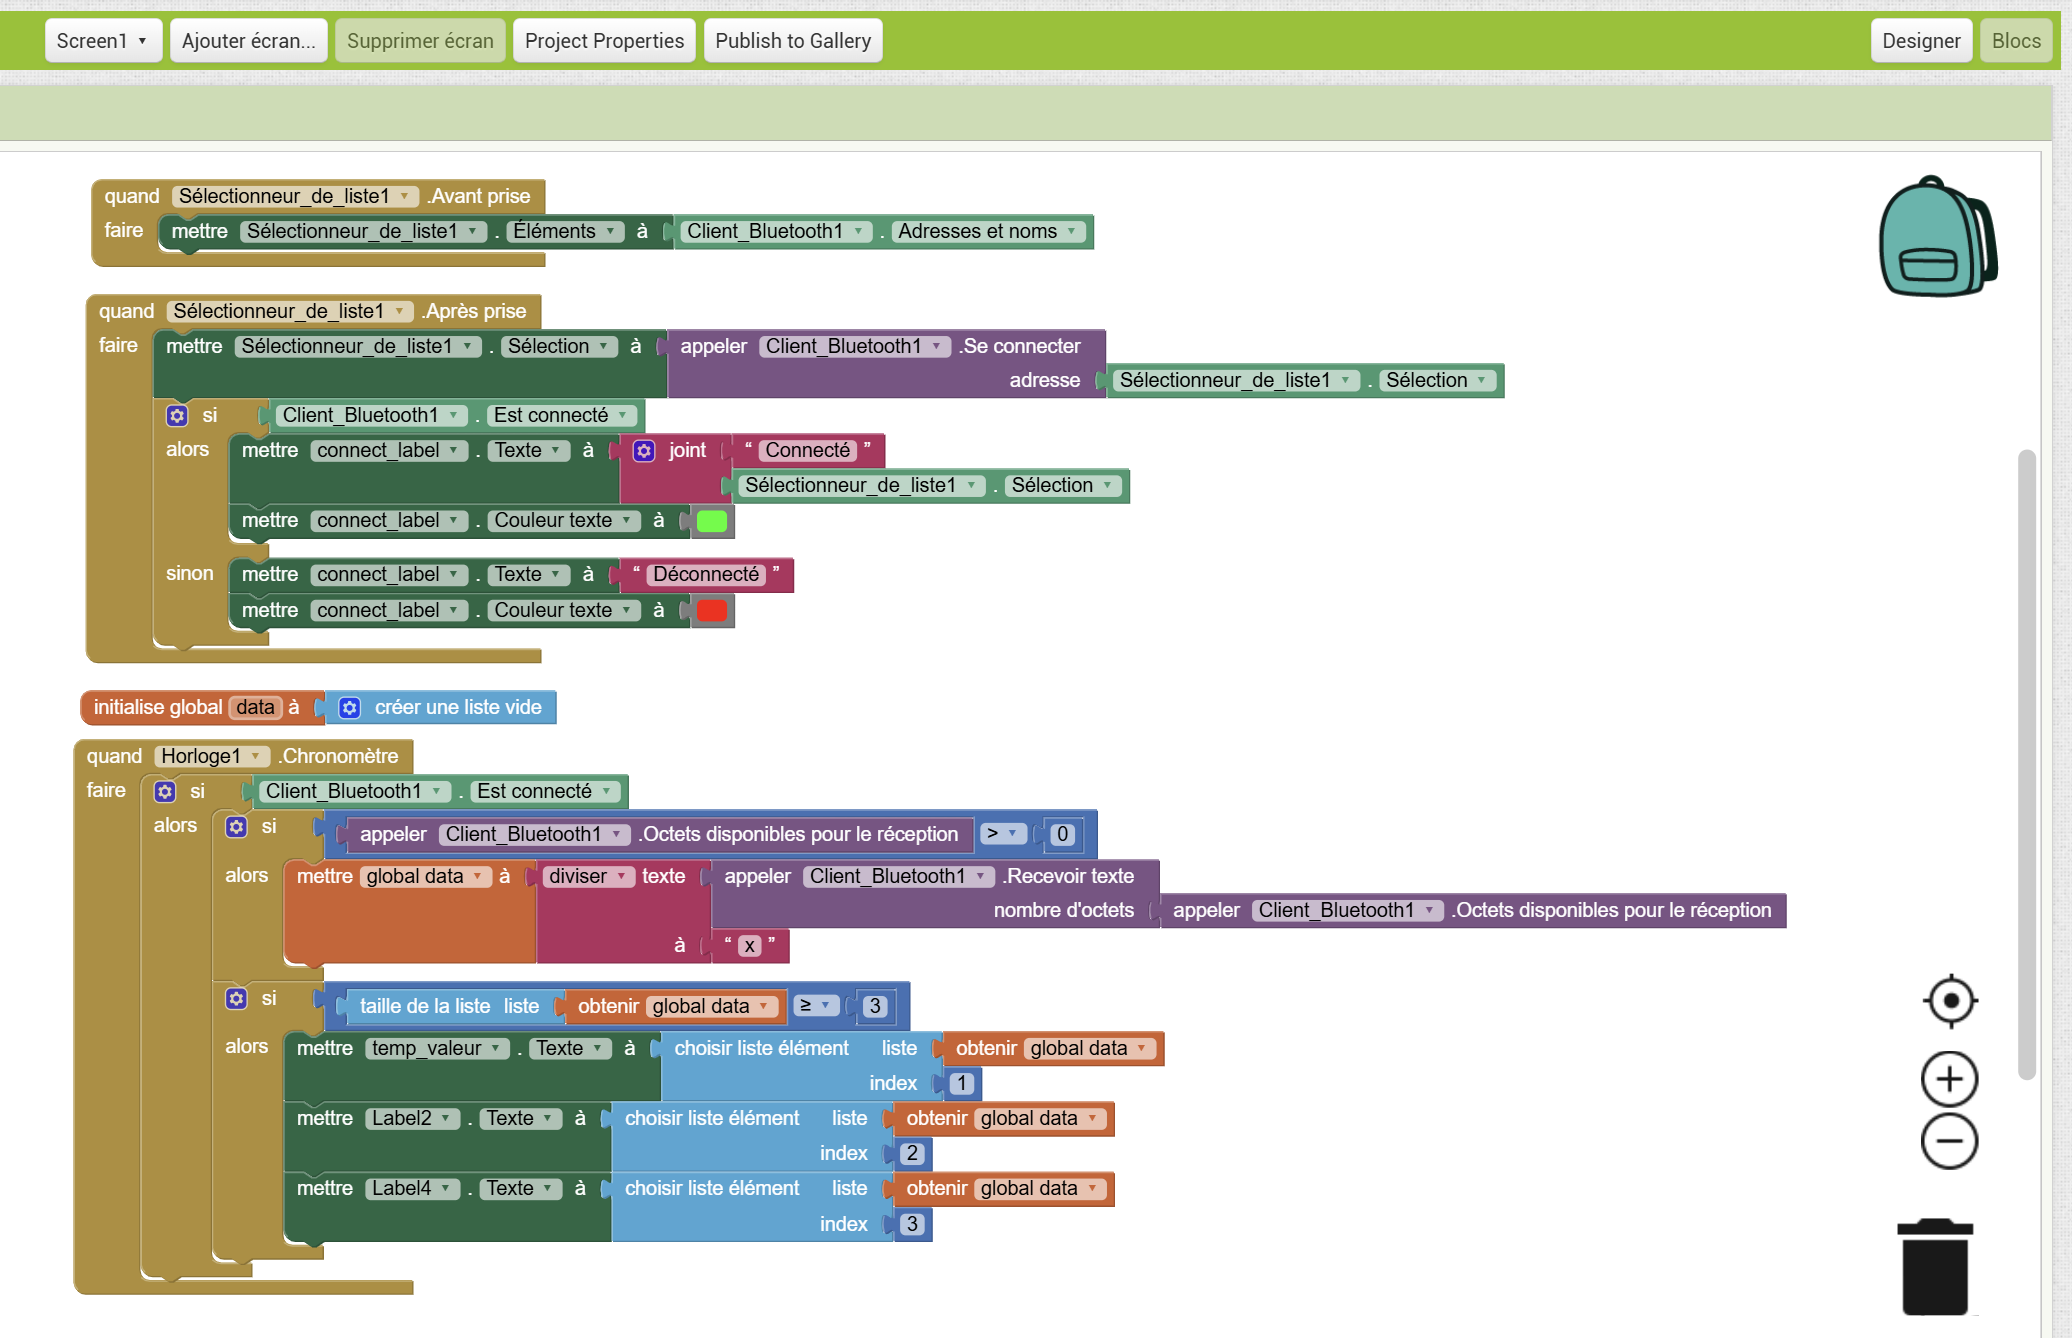 Screen1 ▾ Ajouter écran... Supprimer écran Project Properties Publish to Gallery Designer Blocs
quand Sélectionneur_de_liste1 .Avant prise
faire mettre Sélectionneur_de_liste1 . Éléments à Client_Bluetooth1 . Adresses et noms
quand Sélectionneur_de_liste1 .Après prise
faire mettre Sélectionneur_de_liste1 . Sélection à appeler Client_Bluetooth1 .Se connecter
adresse Sélectionneur_de_liste1 . Sélection
si Client_Bluetooth1 . Est connecté
alors mettre connect_label . Texte à joint “ Connecté ”
Sélectionneur_de_liste1 . Sélection
mettre connect_label . Couleur texte à
sinon mettre connect_label . Texte à “ Déconnecté ”
mettre connect_label . Couleur texte à
initialise global data à créer une liste vide
quand Horloge1 .Chronomètre
faire si Client_Bluetooth1 . Est connecté
alors si appeler Client_Bluetooth1 .Octets disponibles pour le réception > 0
alors mettre global data à diviser texte appeler Client_Bluetooth1 .Recevoir texte
nombre d'octets appeler Client_Bluetooth1 .Octets disponibles pour le réception
à “ x ”
si taille de la liste liste obtenir global data ≥ 3
alors mettre temp_valeur . Texte à choisir liste élément liste obtenir global data
index 1
mettre Label2 . Texte à choisir liste élément liste obtenir global data
index 2
mettre Label4 . Texte à choisir liste élément liste obtenir global data
index 3